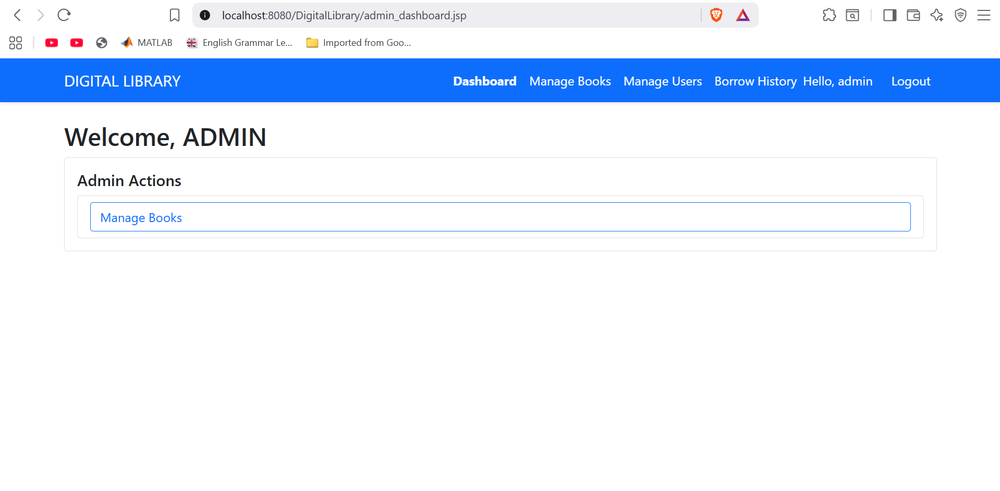 localhost:8080/DigitalLibrary/admin_dashboard.jsp
MATLAB English Grammar Le... Imported from Goo...
DIGITAL LIBRARY Dashboard Manage Books Manage Users Borrow History Hello, admin Logout
Welcome, ADMIN
Admin Actions
Manage Books